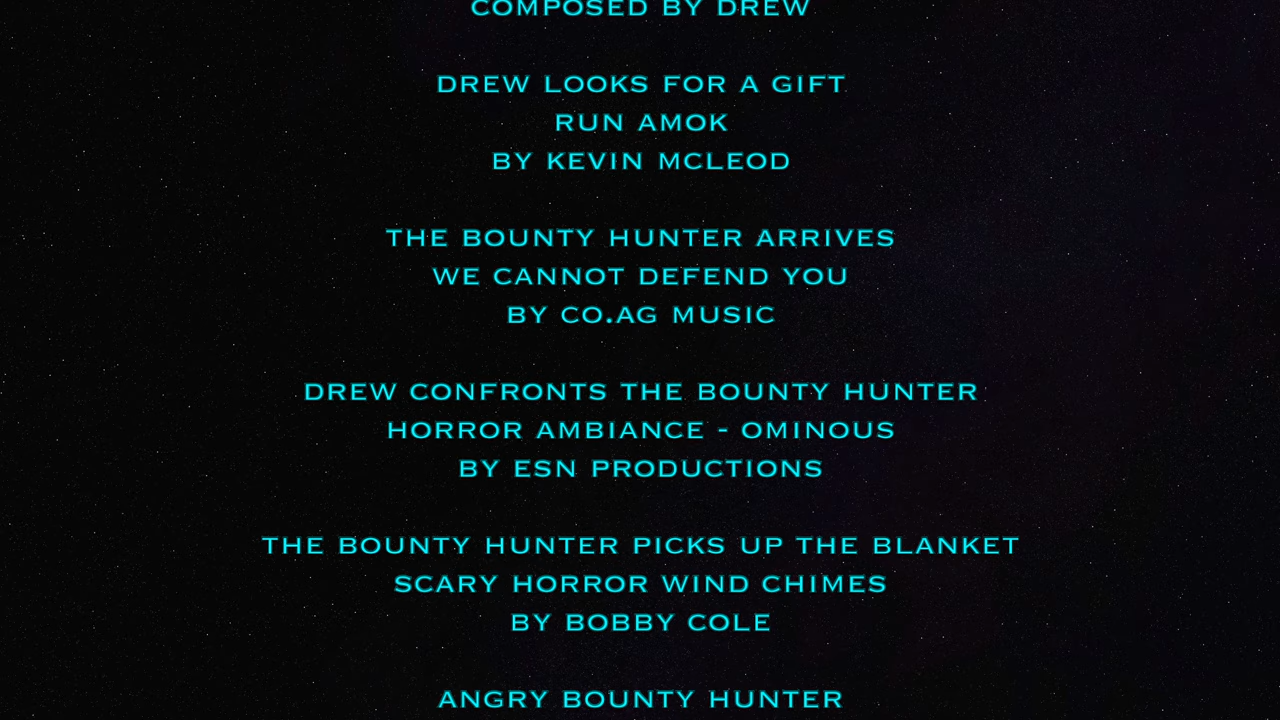 COMPOSED BY DREW
DREW LOOKS FOR A GIFT
RUN AMOK
BY KEVIN MCLEOD
THE BOUNTY HUNTER ARRIVES
WE CANNOT DEFEND YOU
BY CO.AG MUSIC
DREW CONFRONTS THE BOUNTY HUNTER
HORROR AMBIANCE - OMINOUS
BY ESN PRODUCTIONS
THE BOUNTY HUNTER PICKS UP THE BLANKET
SCARY HORROR WIND CHIMES
BY BOBBY COLE
ANGRY BOUNTY HUNTER